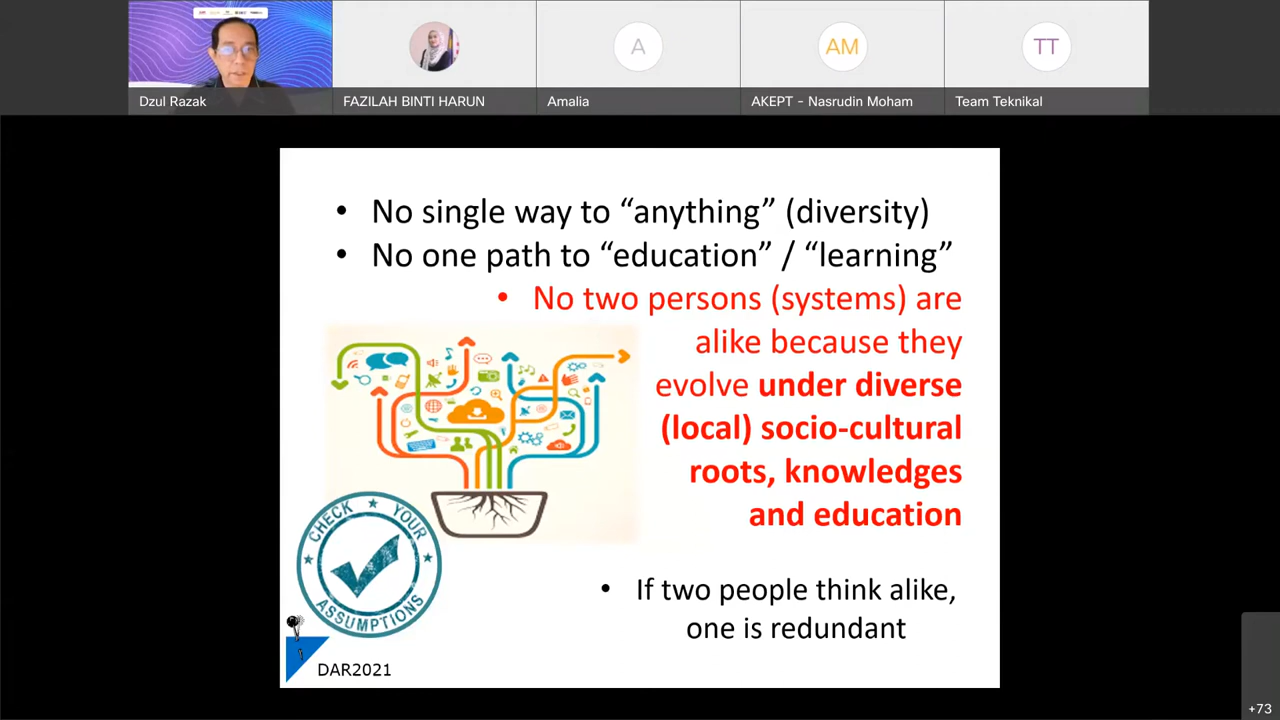 Dzul Razak
FAZILAH BINTI HARUN
A
Amalia
AM
AKEPT - Nasrudin Moham
TT
Team Teknikal
• No single way to “anything” (diversity)
• No one path to “education” / “learning”
• No two persons (systems) are
alike because they
evolve under diverse
(local) socio-cultural
roots, knowledges
and education
CHECK YOUR
ASSUMPTIONS
• If two people think alike,
one is redundant
DAR2021
+73